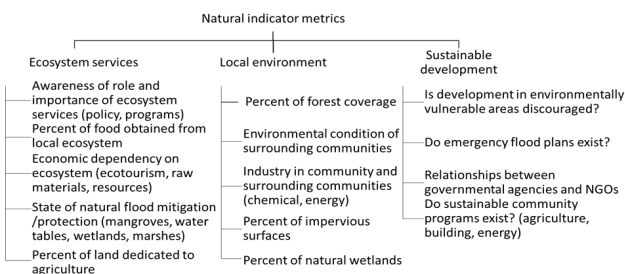 Natural indicator metrics
Ecosystem services
Awareness of role and
importance of ecosystem
services (policy, programs)
Percent of food obtained from
local ecosystem
Economic dependency on
ecosystem (ecotourism, raw
materials, resources)
State of natural flood mitigation
/protection (mangroves, water
tables, wetlands, marshes)
Percent of land dedicated to
agriculture
Local environment
Percent of forest coverage
Environmental condition of
surrounding communities
Industry in community and
surrounding communities
(chemical, energy)
Percent of impervious
surfaces
Percent of natural wetlands
Sustainable
development
Is development in environmentally
vulnerable areas discouraged?
Do emergency flood plans exist?
Relationships between
governmental agencies and NGOs
Do sustainable community
programs exist? (agriculture,
building, energy)